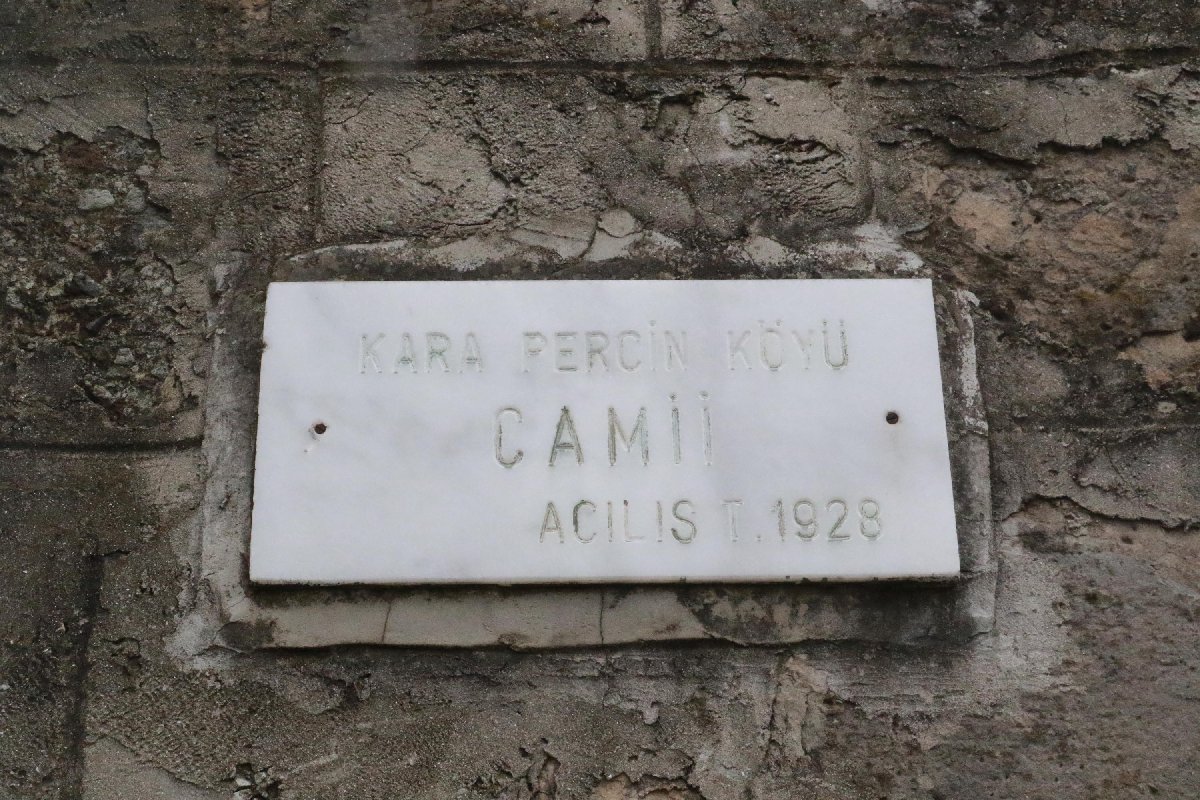 KARA PERCİN KÖYÜ
CAMİİ
ACILIS T.1928